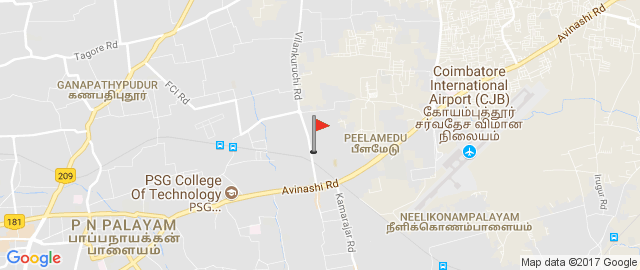 Tagore Rd
Vilankuruchi Rd
Avinashi Rd
GANAPATHYPUDUR
கணபதிபுதூர்
FCI Rd
Coimbatore
International
Airport (CJB)
கோயம்புத்தூர்
சர்வதேச விமான
நிலையம்
PEELAMEDU
பீளமேடு
209
PSG College
Of Technology
PSG...
Avinashi Rd
Kamarajar Rd
Irugur Rd
181
P N PALAYAM
பாப்பநாயக்கன்
பாளையம்
NEELIKONAMPALAYAM
நீளிக்கொணம்பாளையம்
Google
Map data ©2017 Google